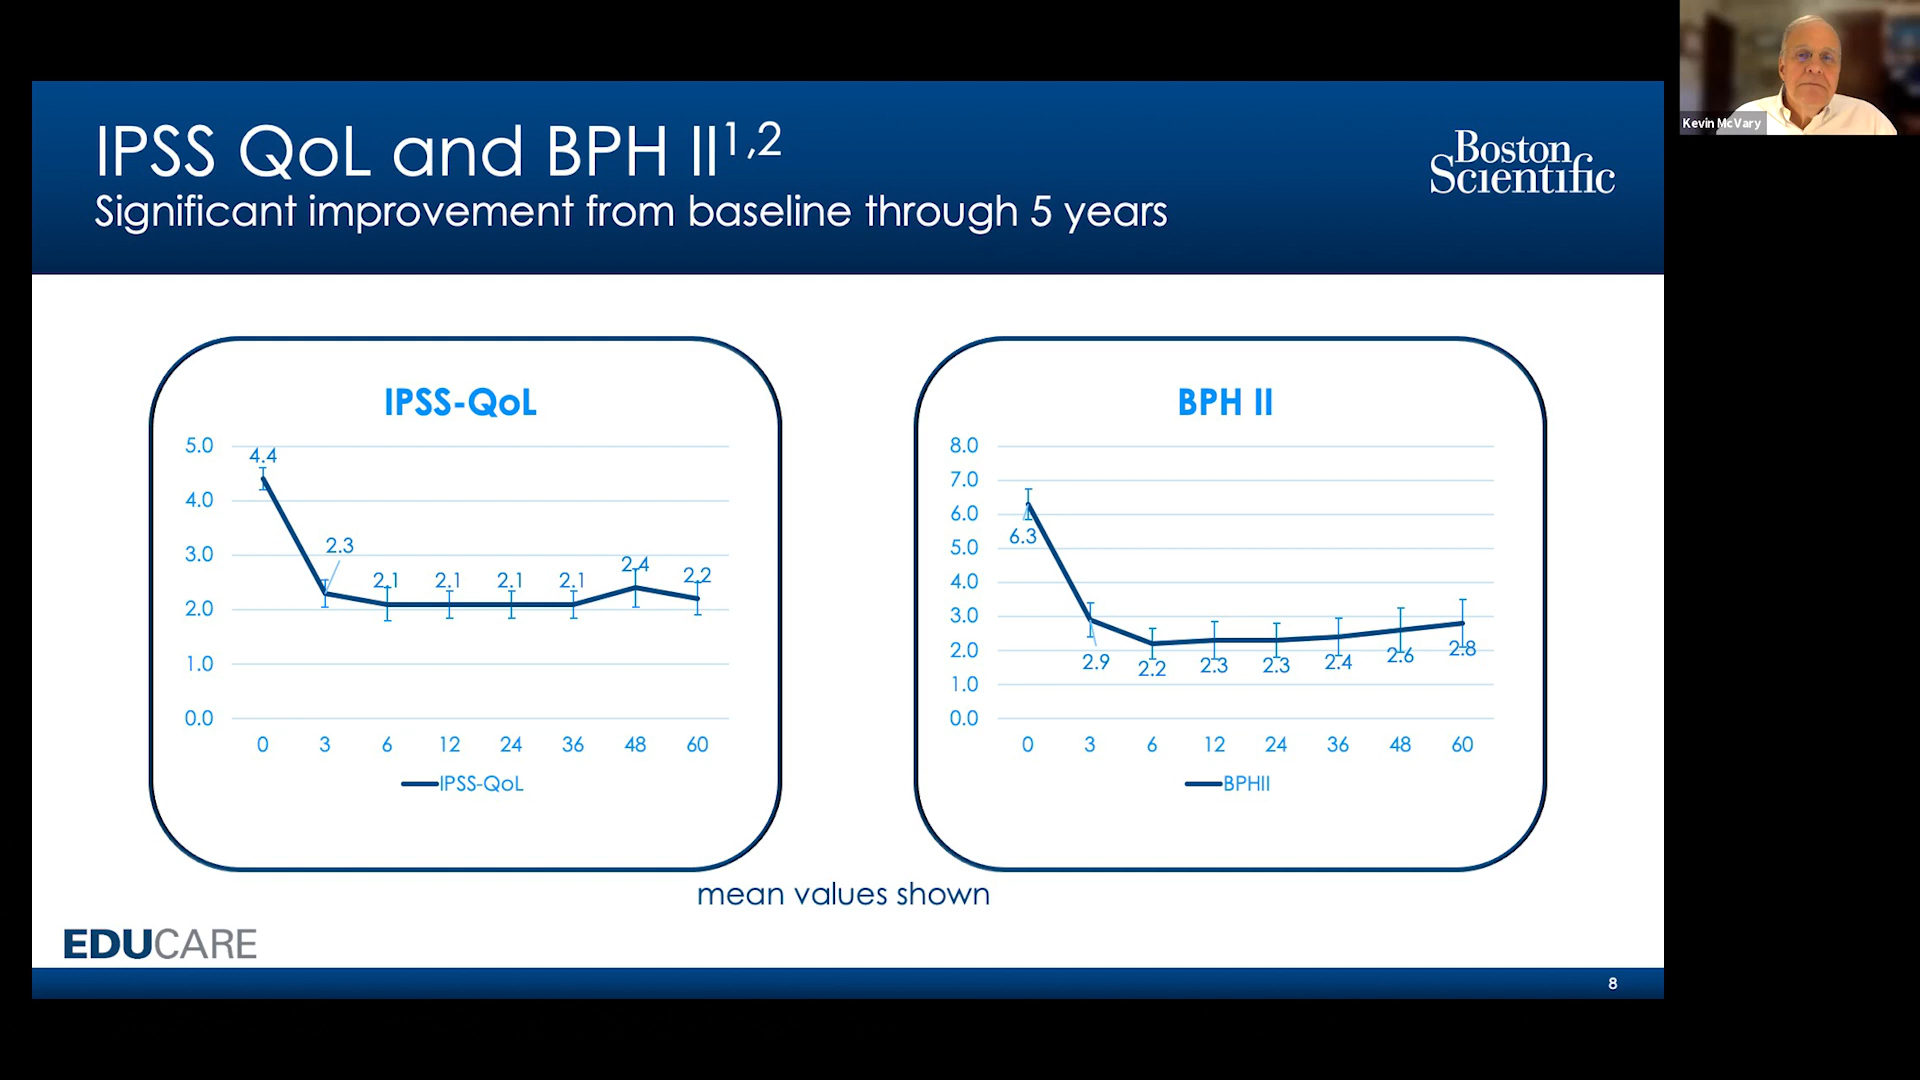 IPSS QoL and BPH II1,2
Significant improvement from baseline through 5 years
Boston
Scientific
Kevin McVary
IPSS-QoL
5.0
4.0
3.0
2.0
1.0
0.0
4.4
2.3
2.1
2.1
2.1
2.1
2.4
2.2
0 3 6 12 24 36 48 60
IPSS-QoL
BPH II
8.0
7.0
6.0
5.0
4.0
3.0
2.0
1.0
0.0
6.3
2.9
2.2
2.3
2.3
2.4
2.6
2.8
0 3 6 12 24 36 48 60
BPHII
mean values shown
EDUCARE
8